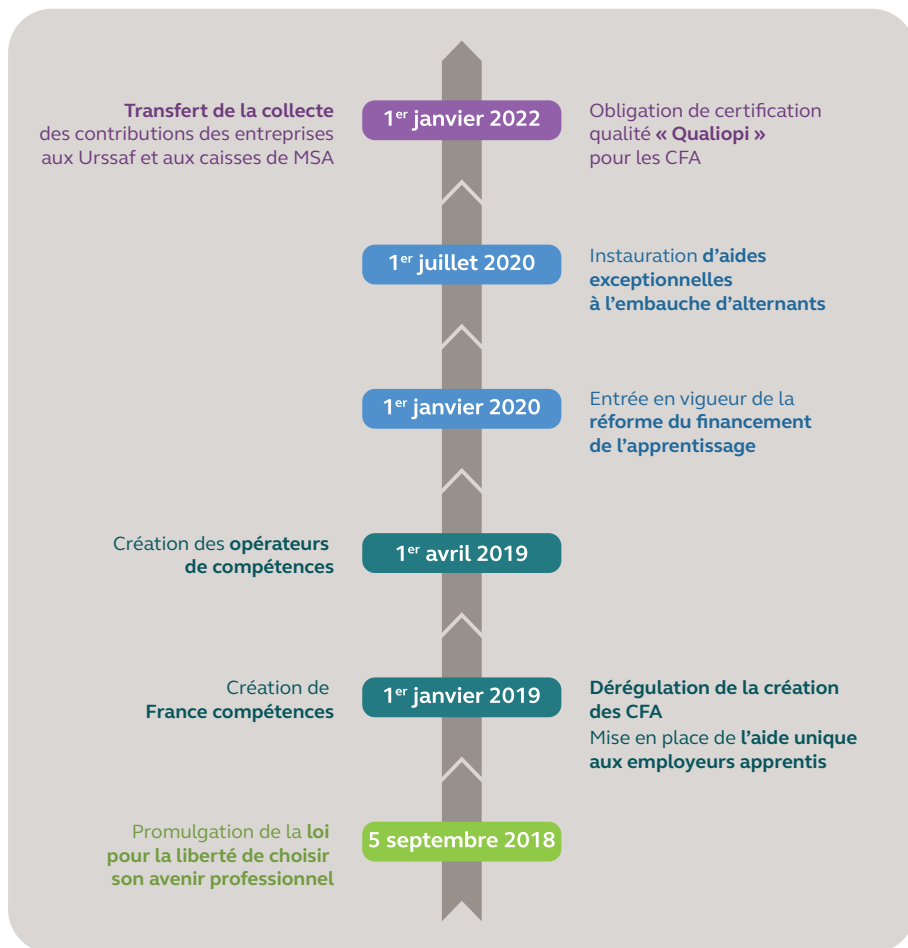 Transfert de la collecte
des contributions des entreprises
aux Urssaf et aux caisses de MSA
1er janvier 2022
Obligation de certification
qualité « Qualiopi »
pour les CFA
1er juillet 2020
Instauration d’aides
exceptionnelles
à l’embauche d’alternants
1er janvier 2020
Entrée en vigueur de la
réforme du financement
de l’apprentissage
Création des opérateurs
de compétences
1er avril 2019
Création de
France compétences
1er janvier 2019
Dérégulation de la création
des CFA
Mise en place de l’aide unique
aux employeurs apprentis
Promulgation de la loi
pour la liberté de choisir
son avenir professionnel
5 septembre 2018